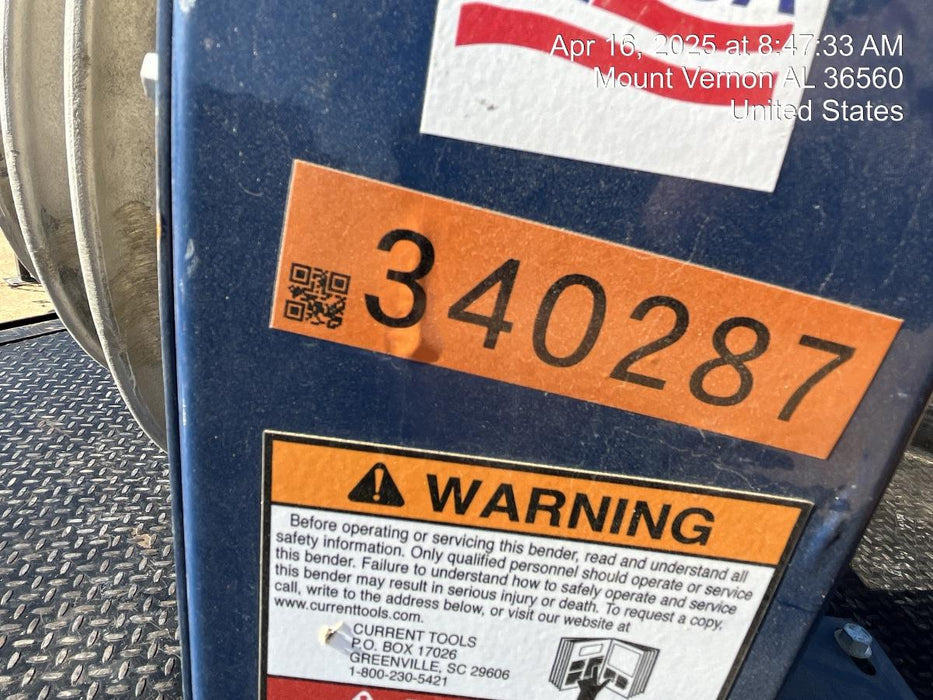 Apr 16, 2025 at 8:47:33 AM
Mount Vernon AL 36560
United States
340287
WARNING
Before operating or servicing this bender, read and understand all
safety information. Only qualified personnel should operate or service
this bender. Failure to understand how to safely operate and service
this bender may result in serious injury or death. To request a copy,
call, write to the address below, or visit our website at
www.currenttools.com.
CURRENT TOOLS
P.O. BOX 17026
GREENVILLE, SC 29606
1-800-230-5421